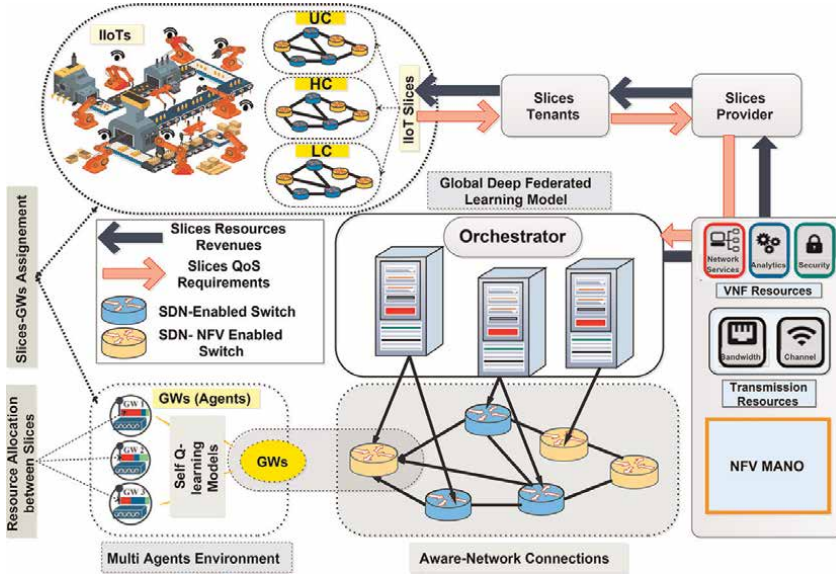 IIoTs
UC
HC
LC
IIoT Slices
Slices
Tenants
Slices
Provider
Global Deep Federated
Learning Model
Slices Resources
Revenues
Slices QoS
Requirements
SDN-Enabled Switch
SDN- NFV Enabled
Switch
Orchestrator
Network
Services
Analytics
Security
VNF Resources
Bandwidth
Channel
Transmission
Resources
NFV MANO
Slices-GWs Assignement
Resource Allocation
between Slices
GWs (Agents)
GW 1
GW 2
GW 3
Self Q-
learning
Models
GWs
Multi Agents Environment
Aware-Network Connections